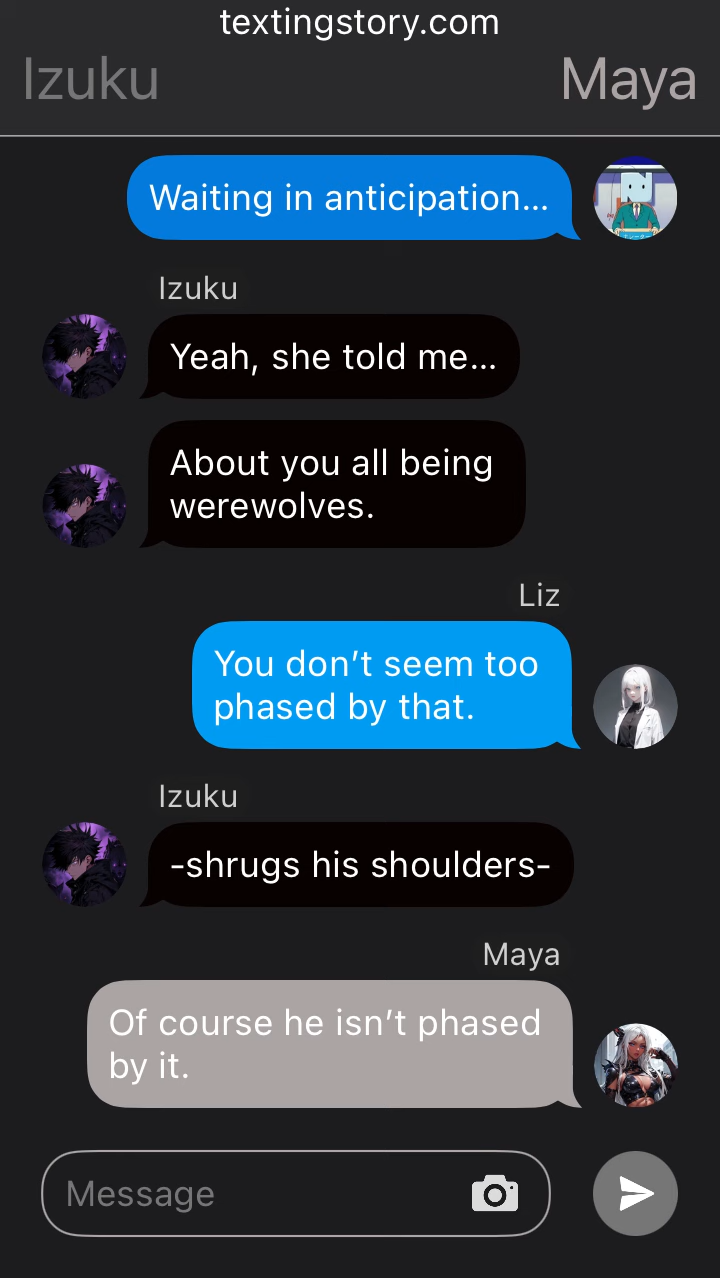 textingstory.com
Izuku
Maya
Waiting in anticipation...
Izuku
Yeah, she told me...
About you all being
werewolves.
Liz
You don’t seem too
phased by that.
Izuku
-shrugs his shoulders-
Maya
Of course he isn’t phased
by it.
Message